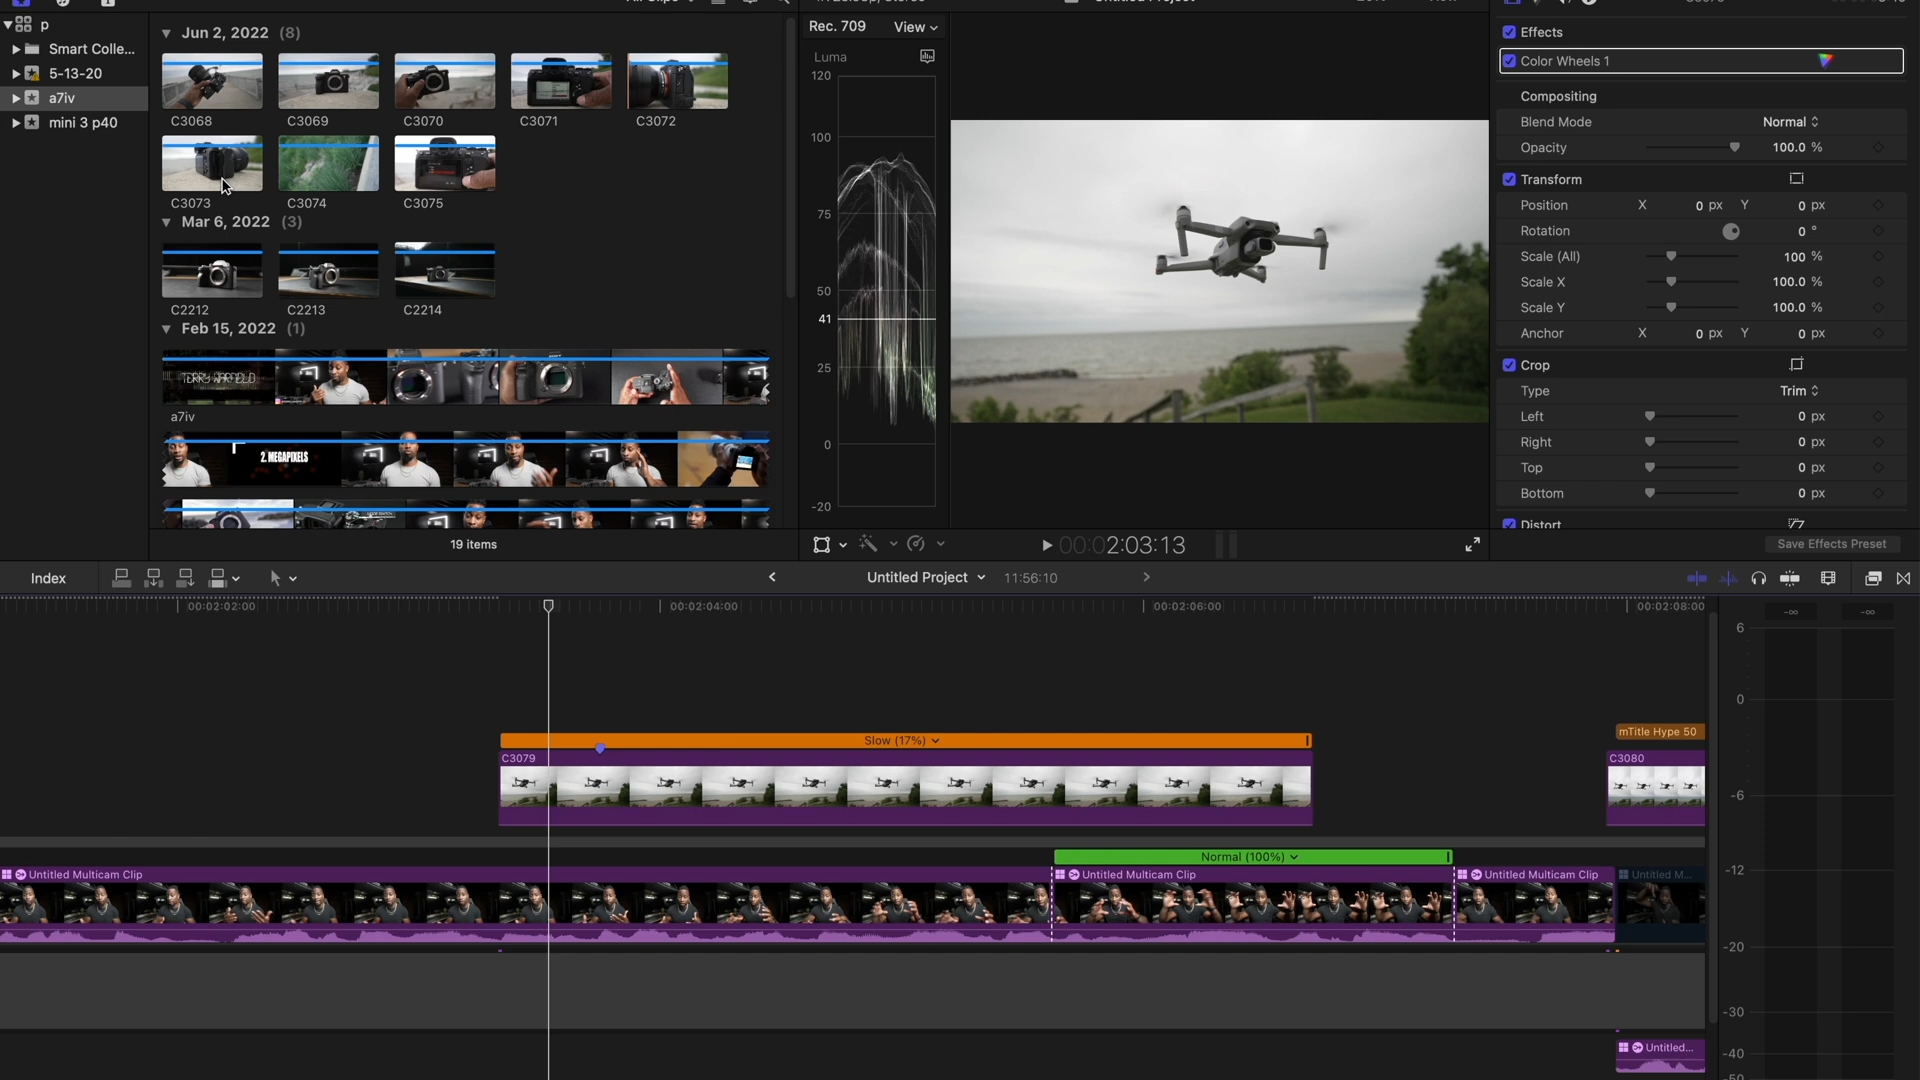 p
Smart Colle...
5-13-20
a7iv
mini 3 p40
Jun 2, 2022 (8)
C3068
C3069
C3070
C3071
C3072
C3073
C3074
C3075
Mar 6, 2022 (3)
C2212
C2213
C2214
Feb 15, 2022 (1)
TERRY WARFIELD
a7iv
2. MEGAPIXELS
19 items
Rec. 709
View
Luma
120
100
75
50
41
25
0
-20
00:02:03:13
Effects
Color Wheels 1
Compositing
Blend Mode Normal
Opacity 100.0 %
Transform
Position X 0 px Y 0 px
Rotation 0 °
Scale (All) 100 %
Scale X 100.0 %
Scale Y 100.0 %
Anchor X 0 px Y 0 px
Crop
Type Trim
Left 0 px
Right 0 px
Top 0 px
Bottom 0 px
Distort
Save Effects Preset
Index
Untitled Project
11:56:10
00:02:02:00
00:02:04:00
00:02:06:00
00:02:08:00
mTitle Hype 50
Slow (17%)
C3079
C3080
Normal (100%)
Untitled Multicam Clip
Untitled Multicam Clip
Untitled Multicam Clip
Untitled M...
Untitled...
-∞
-∞
6
0
-6
-12
-20
-30
-40
-50